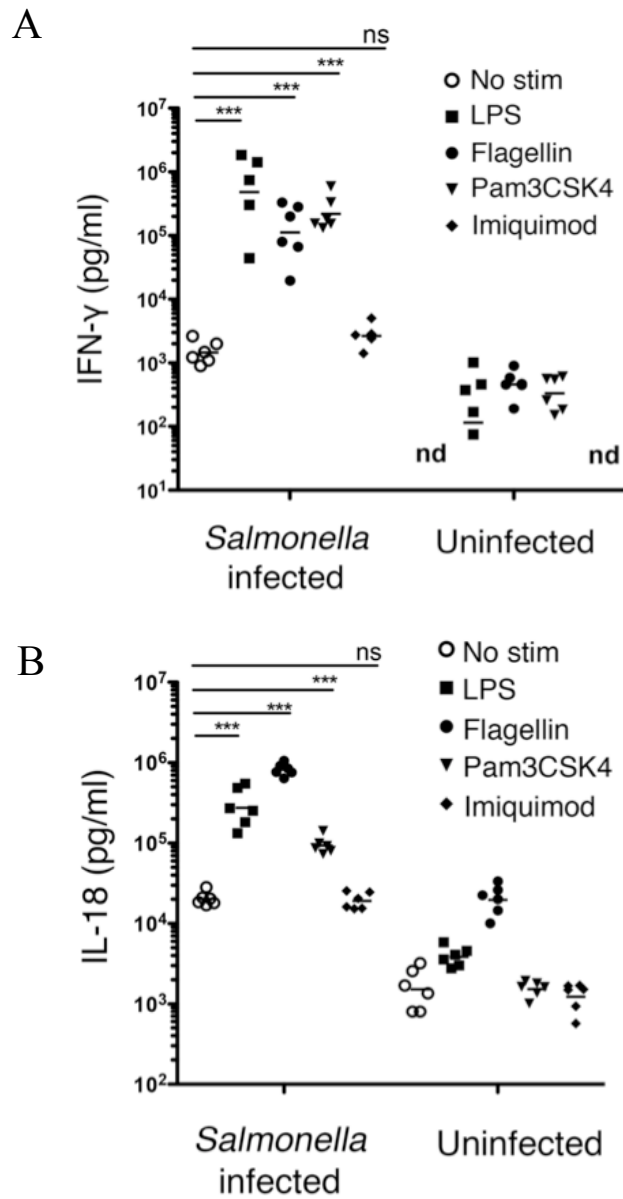 A
ns
***
***
***
No stim
LPS
Flagellin
Pam3CSK4
Imiquimod
IFN-γ (pg/ml)
10⁷
10⁶
10⁵
10⁴
10³
10²
10¹
nd
nd
Salmonella
infected
Uninfected
B
ns
***
***
***
No stim
LPS
Flagellin
Pam3CSK4
Imiquimod
IL-18 (pg/ml)
10⁷
10⁶
10⁵
10⁴
10³
10²
Salmonella
infected
Uninfected